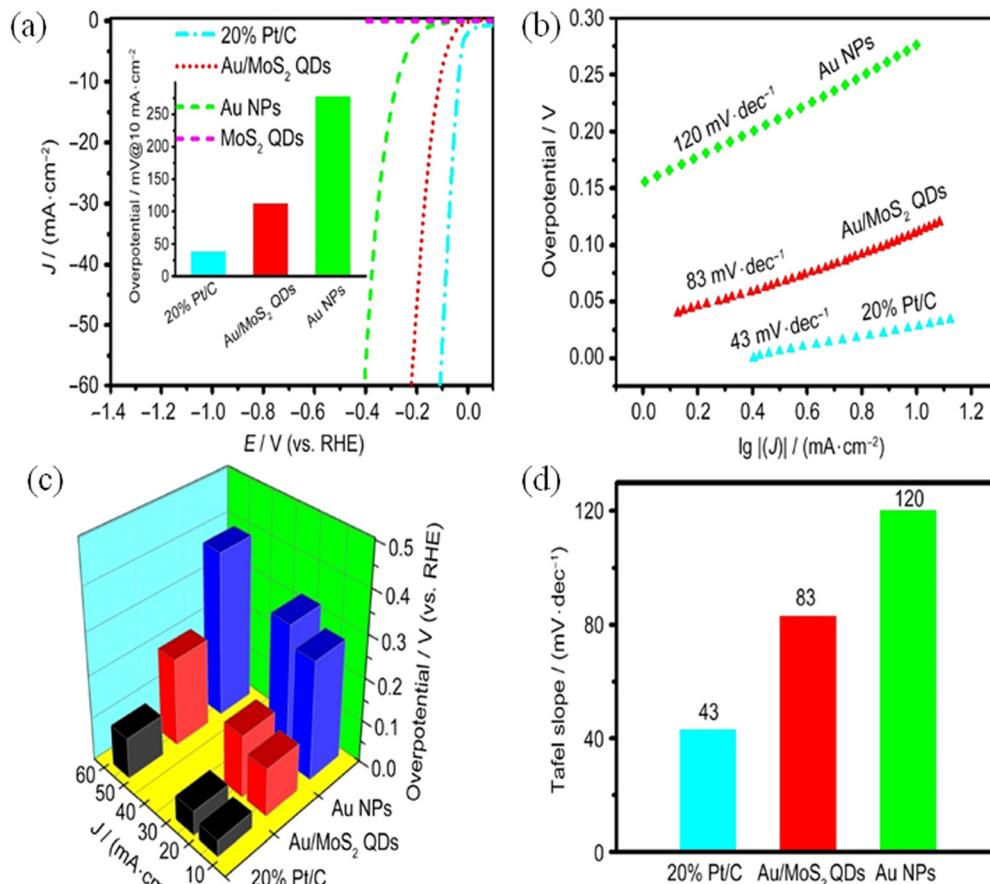 (a)
0
−10
−20
−30
−40
−50
−60
J / (mA·cm⁻²)
−1.4
−1.2
−1.0
−0.8
−0.6
−0.4
−0.2
0.0
E / V (vs. RHE)
20% Pt/C
Au/MoS₂ QDs
Au NPs
MoS₂ QDs
Overpotential / mV@10 mA·cm⁻²
250
200
150
100
50
0
20% Pt/C
Au/MoS₂ QDs
Au NPs
(b)
0.30
0.25
0.20
0.15
0.10
0.05
0.00
Overpotential / V
Au NPs
120 mV·dec⁻¹
Au/MoS₂ QDs
83 mV·dec⁻¹
20% Pt/C
43 mV·dec⁻¹
0.0
0.2
0.4
0.6
0.8
1.0
1.2
lg |(J)| / (mA·cm⁻²)
(c)
0.5
0.4
0.3
0.2
0.1
0.0
Overpotential / V (vs. RHE)
60
50
40
30
20
10
J / (mA·cm
Au NPs
Au/MoS₂ QDs
20% Pt/C
(d)
120
80
40
0
Tafel slope / (mV·dec⁻¹)
43
83
120
20% Pt/C
Au/MoS₂ QDs
Au NPs